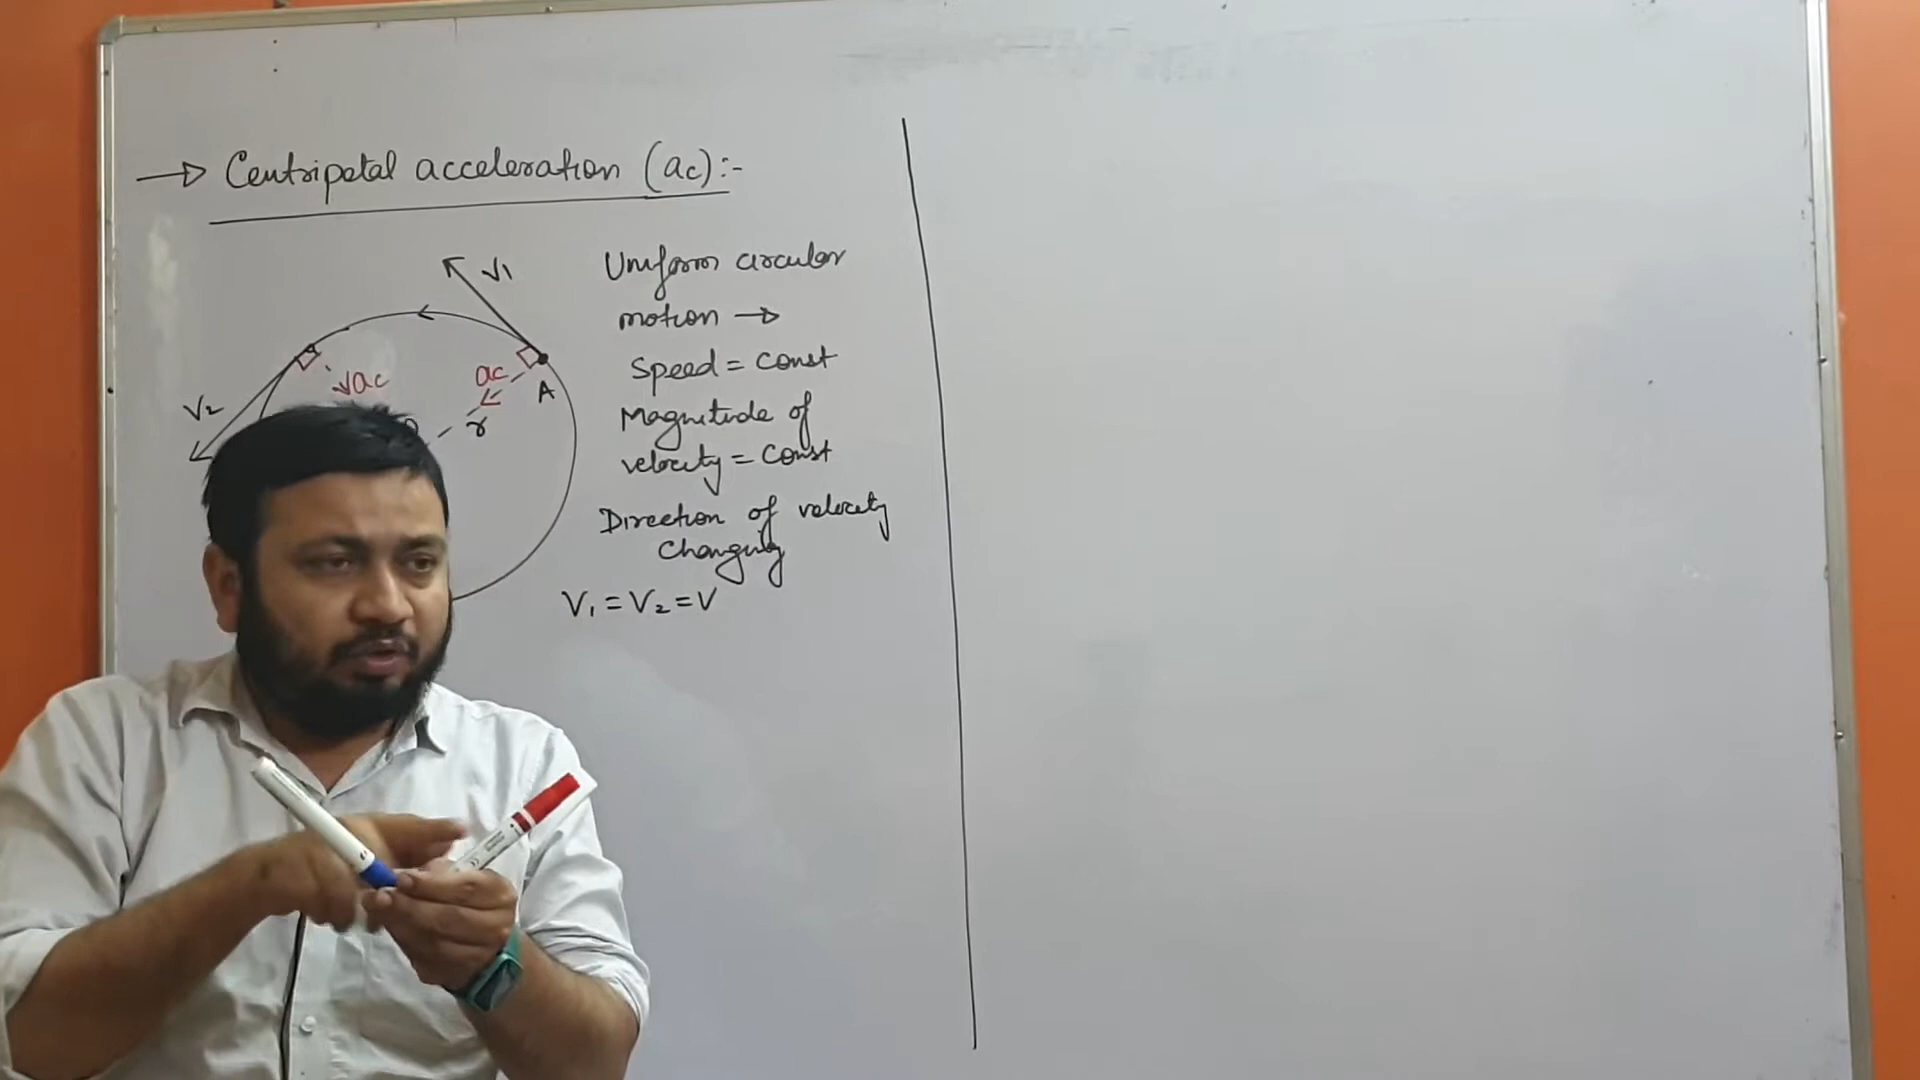 → Centripetal acceleration (ac):-
V1
V2
ac
ac
A
r
Uniform circular
motion →
Speed = Const
Magnitude of
velocity = Const
Direction of velocity
Changing
V1 = V2 = V